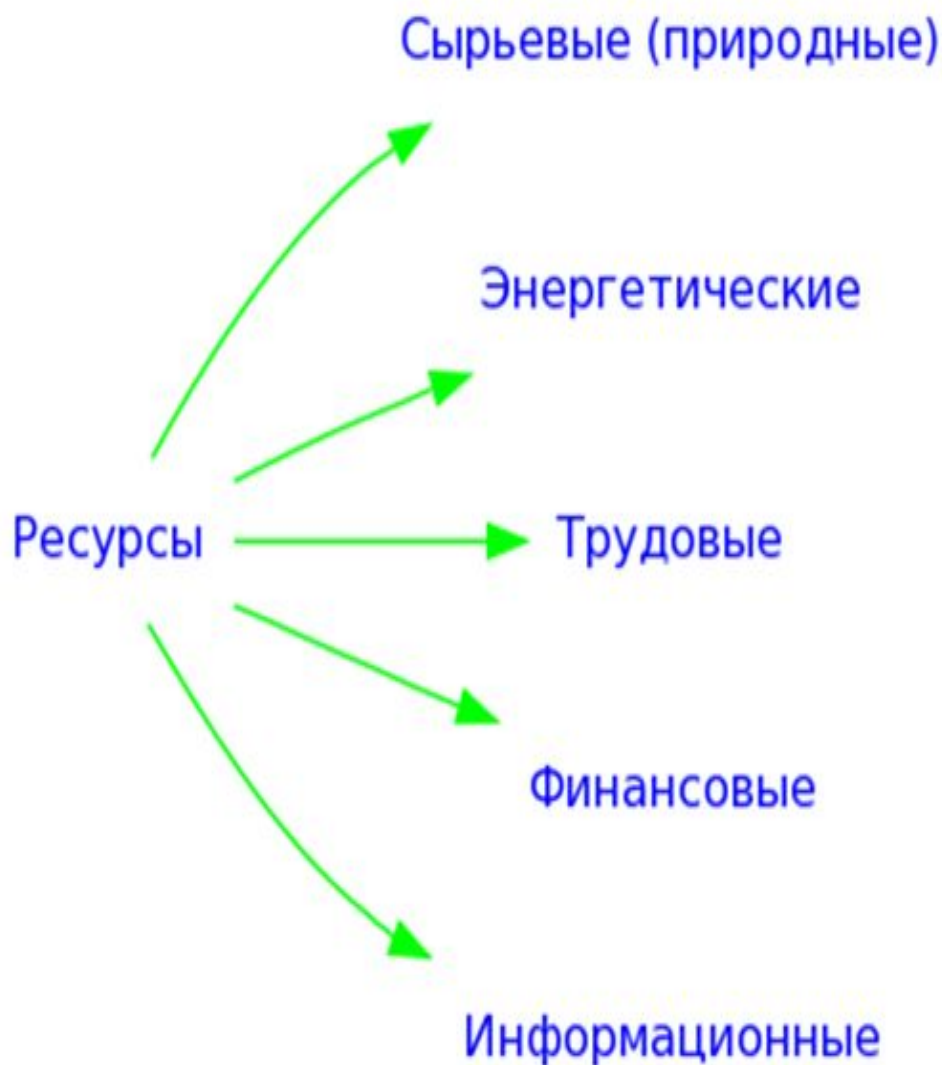 Сырьевые (природные)
Энергетические
Ресурсы
Трудовые
Финансовые
Информационные